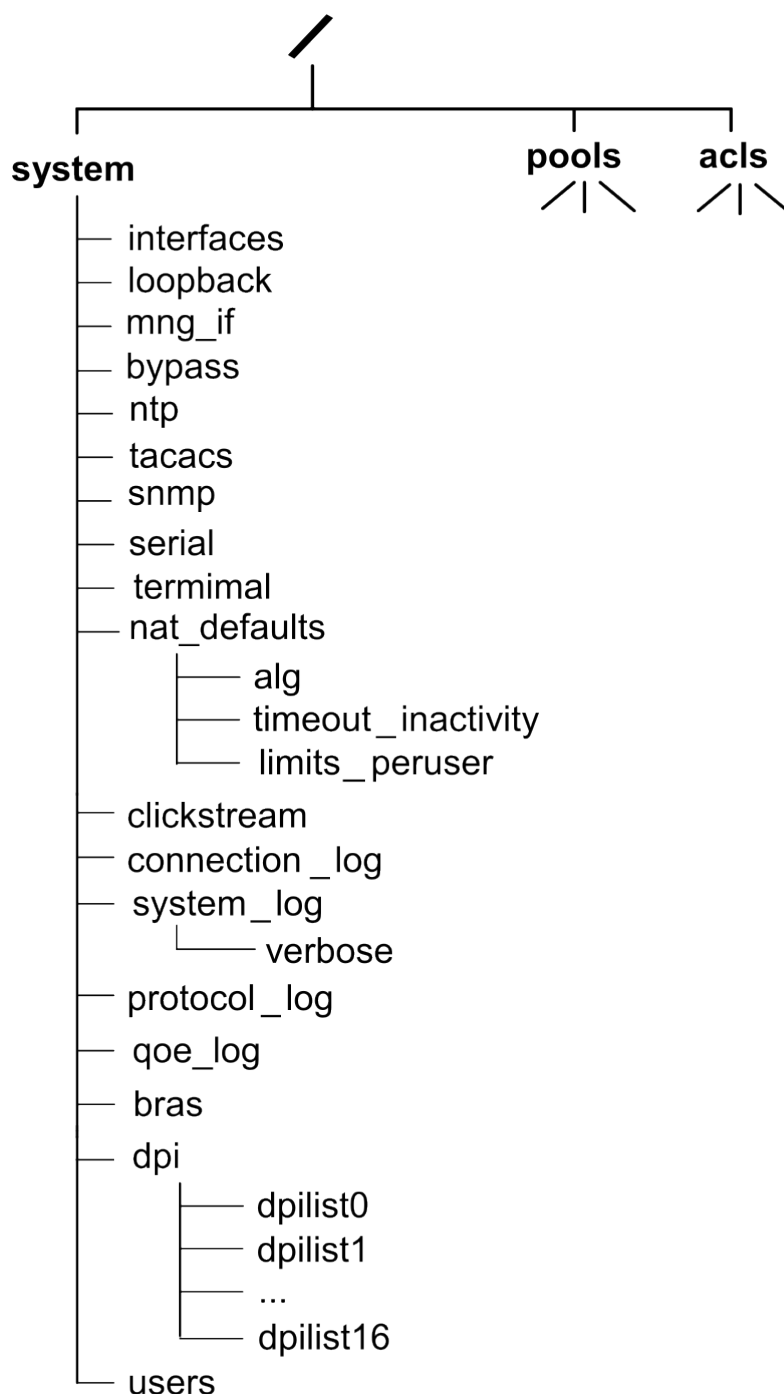 /
system
pools
acls
interfaces
loopback
mng_if
bypass
ntp
tacacs
snmp
serial
termimal
nat_defaults
alg
timeout_inactivity
limits_peruser
clickstream
connection_log
system_log
verbose
protocol_log
qoe_log
bras
dpi
dpilist0
dpilist1
...
dpilist16
users